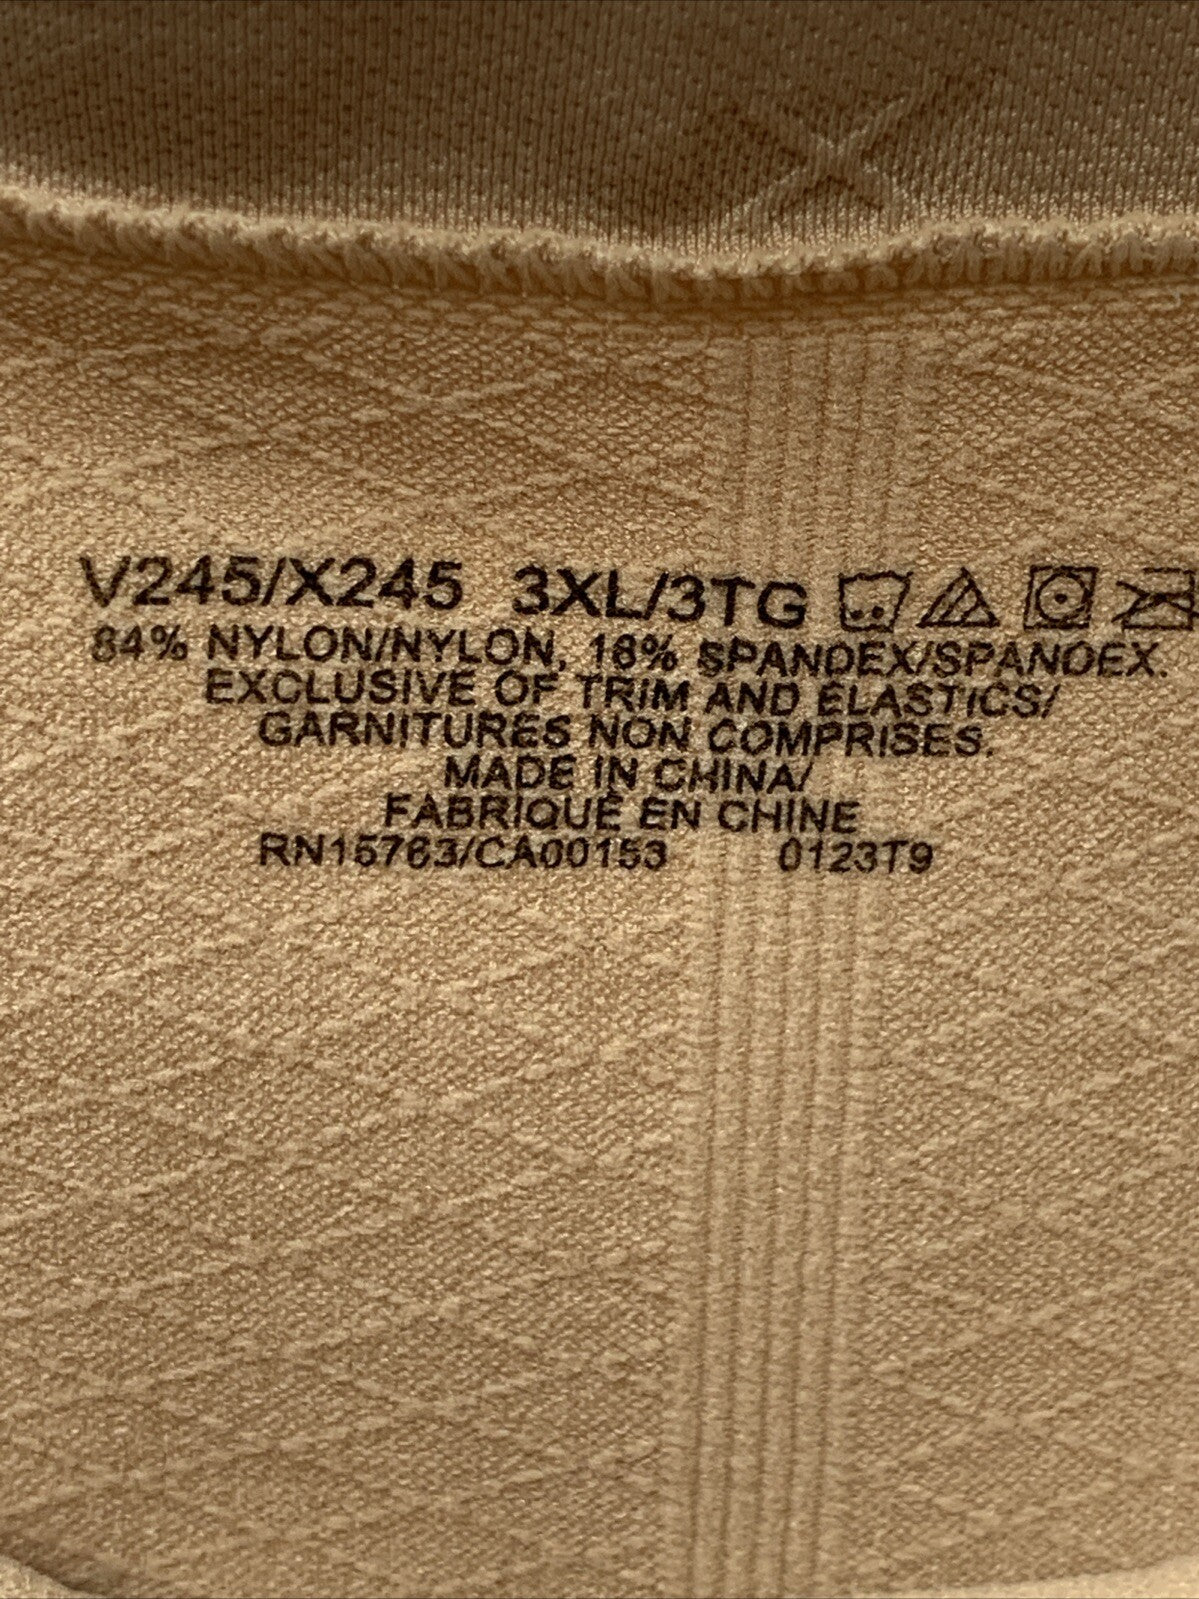 V245/X245 3XL/3TG
84% NYLON/NYLON, 16% SPANDEX/SPANDEX.
EXCLUSIVE OF TRIM AND ELASTICS/
GARNITURES NON COMPRISES.
MADE IN CHINA/
FABRIQUÉ EN CHINE
RN15763/CA00153 0123T9